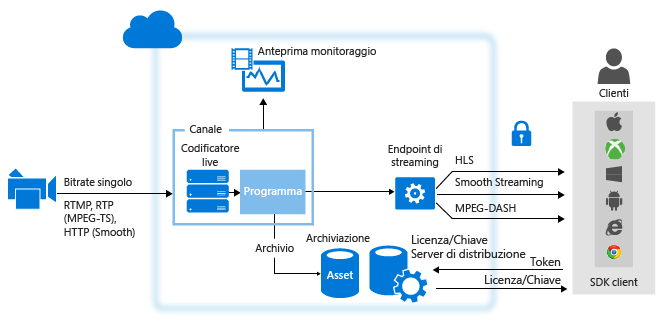 Anteprima monitoraggio
Clienti
Canale
Codificatore
live
Endpoint di
streaming
HLS
Bitrate singolo
Programma
Smooth Streaming
RTMP, RTP
(MPEG-TS),
HTTP (Smooth)
MPEG-DASH
Archivio
Archiviazione
Licenza/Chiave
Server di distribuzione
Asset
Token
Licenza/Chiave
SDK client